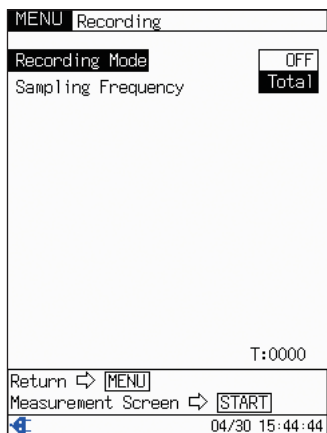 MENU Recording
Recording Mode OFF
Sampling Frequency Total
T:0000
Return ⇨ MENU
Measurement Screen ⇨ START
04/30 15:44:44